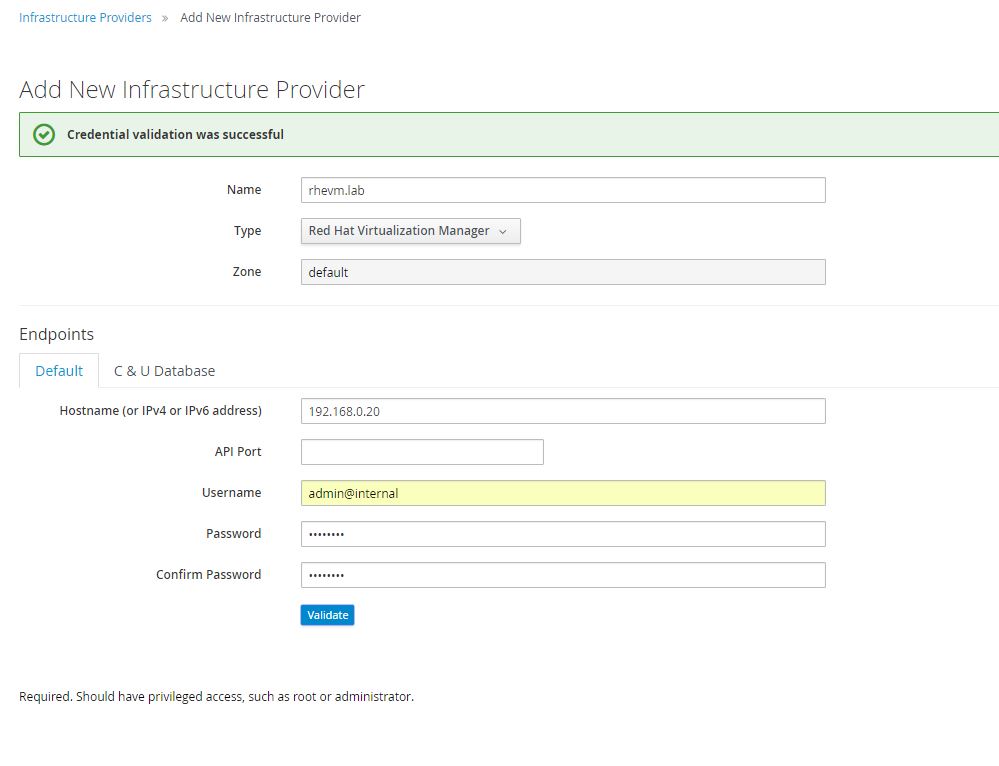 Infrastructure Providers » Add New Infrastructure Provider
Add New Infrastructure Provider
Credential validation was successful
Name rhevm.lab
Type Red Hat Virtualization Manager
Zone default
Endpoints
Default C & U Database
Hostname (or IPv4 or IPv6 address) 192.168.0.20
API Port
Username admin@internal
Password ••••••••
Confirm Password ••••••••
Validate
Required. Should have privileged access, such as root or administrator.